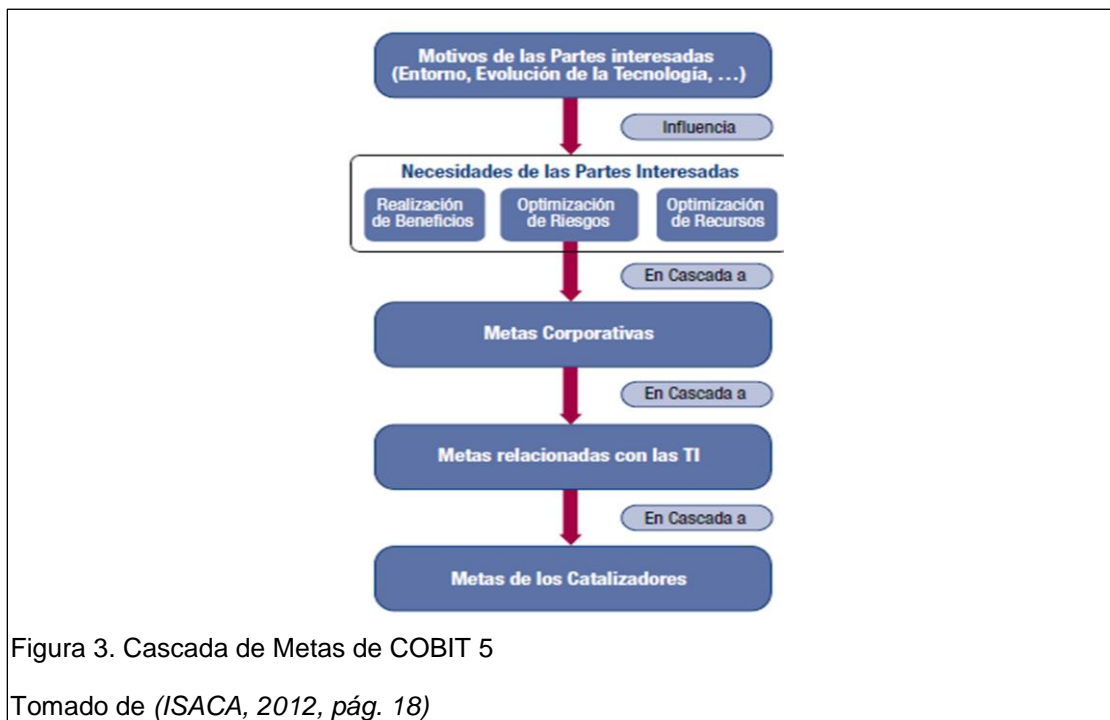 Motivos de las Partes interesadas
(Entorno, Evolución de la Tecnología, …)
Influencia
Necesidades de las Partes Interesadas
Realización
de Beneficios
Optimización
de Riesgos
Optimización
de Recursos
En Cascada a
Metas Corporativas
En Cascada a
Metas relacionadas con las TI
En Cascada a
Metas de los Catalizadores
Figura 3. Cascada de Metas de COBIT 5
Tomado de (ISACA, 2012, pág. 18)